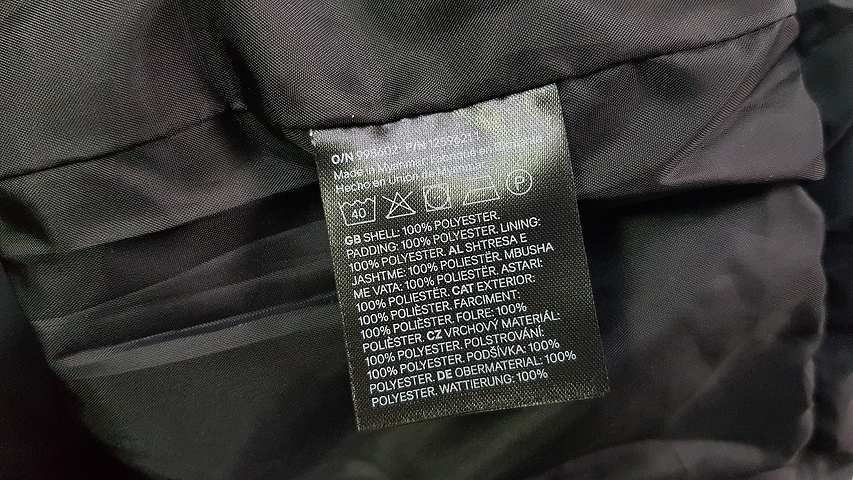 O/N 998602 P/N 1259621
Made in Myanmar Fabriqué en Birmanie
Hecho en Unión de Myanmar
40 P
GB SHELL: 100% POLYESTER.
PADDING: 100% POLYESTER. LINING:
100% POLYESTER. AL SHTRESA E
JASHTME: 100% POLIESTËR. MBUSHA
ME VATA: 100% POLIESTËR. ASTARI:
100% POLIESTËR. CAT EXTERIOR:
100% POLIÈSTER. FARCIMENT:
100% POLIÈSTER. FOLRE: 100%
POLIÈSTER. CZ VRCHOVÝ MATERIÁL:
100% POLYESTER. POLSTROVÁNÍ:
100% POLYESTER. PODŠÍVKA: 100%
POLYESTER. DE OBERMATERIAL: 100%
POLYESTER. WATTIERUNG: 100%